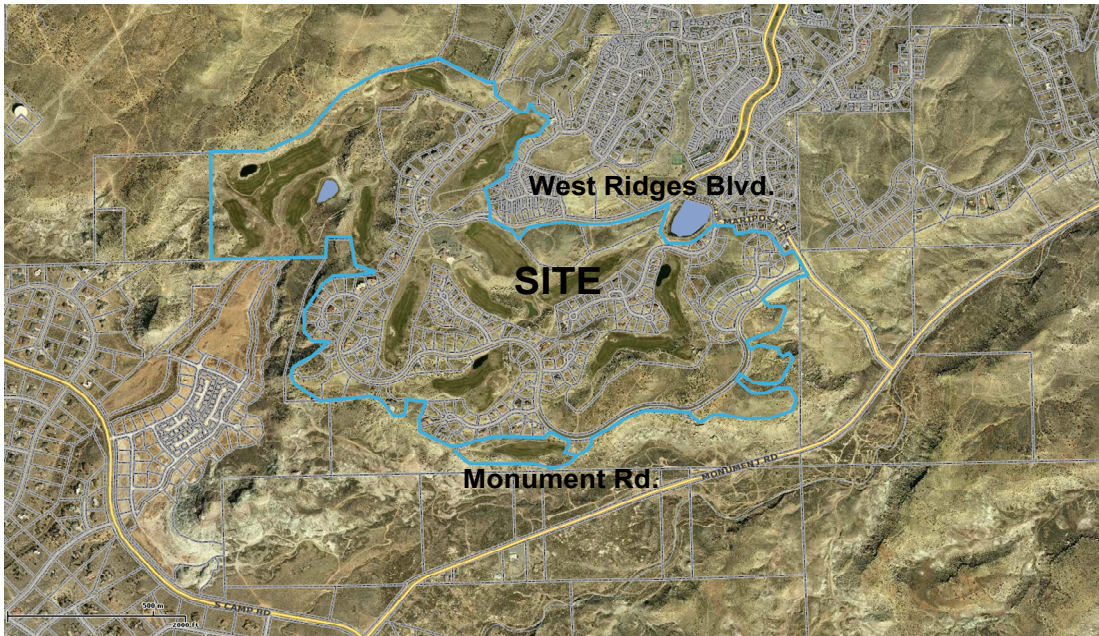 West Ridges Blvd.
MARIPOSA DR
SITE
Monument Rd.
MONUMENT RD
500 m
S CAMP RD
2000 ft